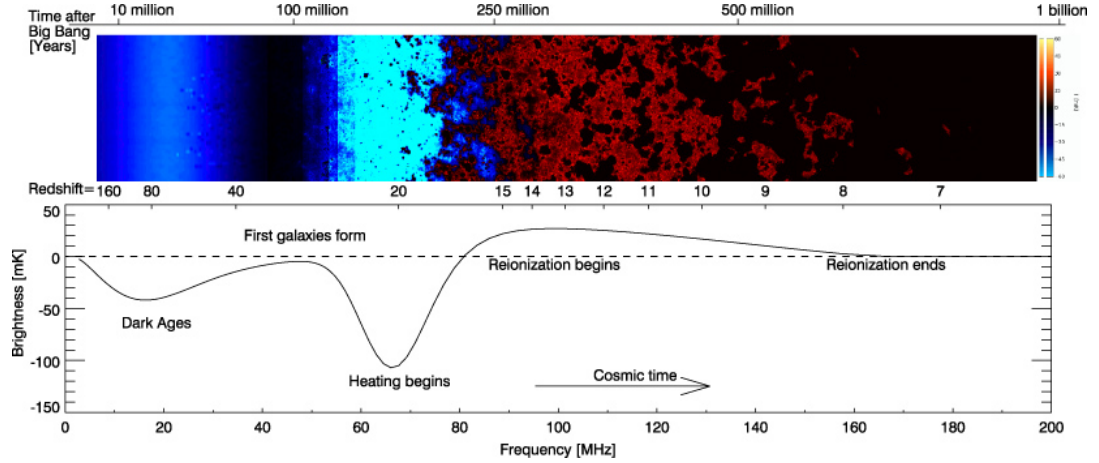 Time after
Big Bang
[Years]
10 million 100 million 250 million 500 million 1 billion
Redshift= 160 80 40 20 15 14 13 12 11 10 9 8 7
50
0
-50
-100
-150
Brightness [mK]
First galaxies form
Reionization begins
Reionization ends
Dark Ages
Heating begins
Cosmic time
0 20 40 60 80 100 120 140 160 180 200
Frequency [MHz]